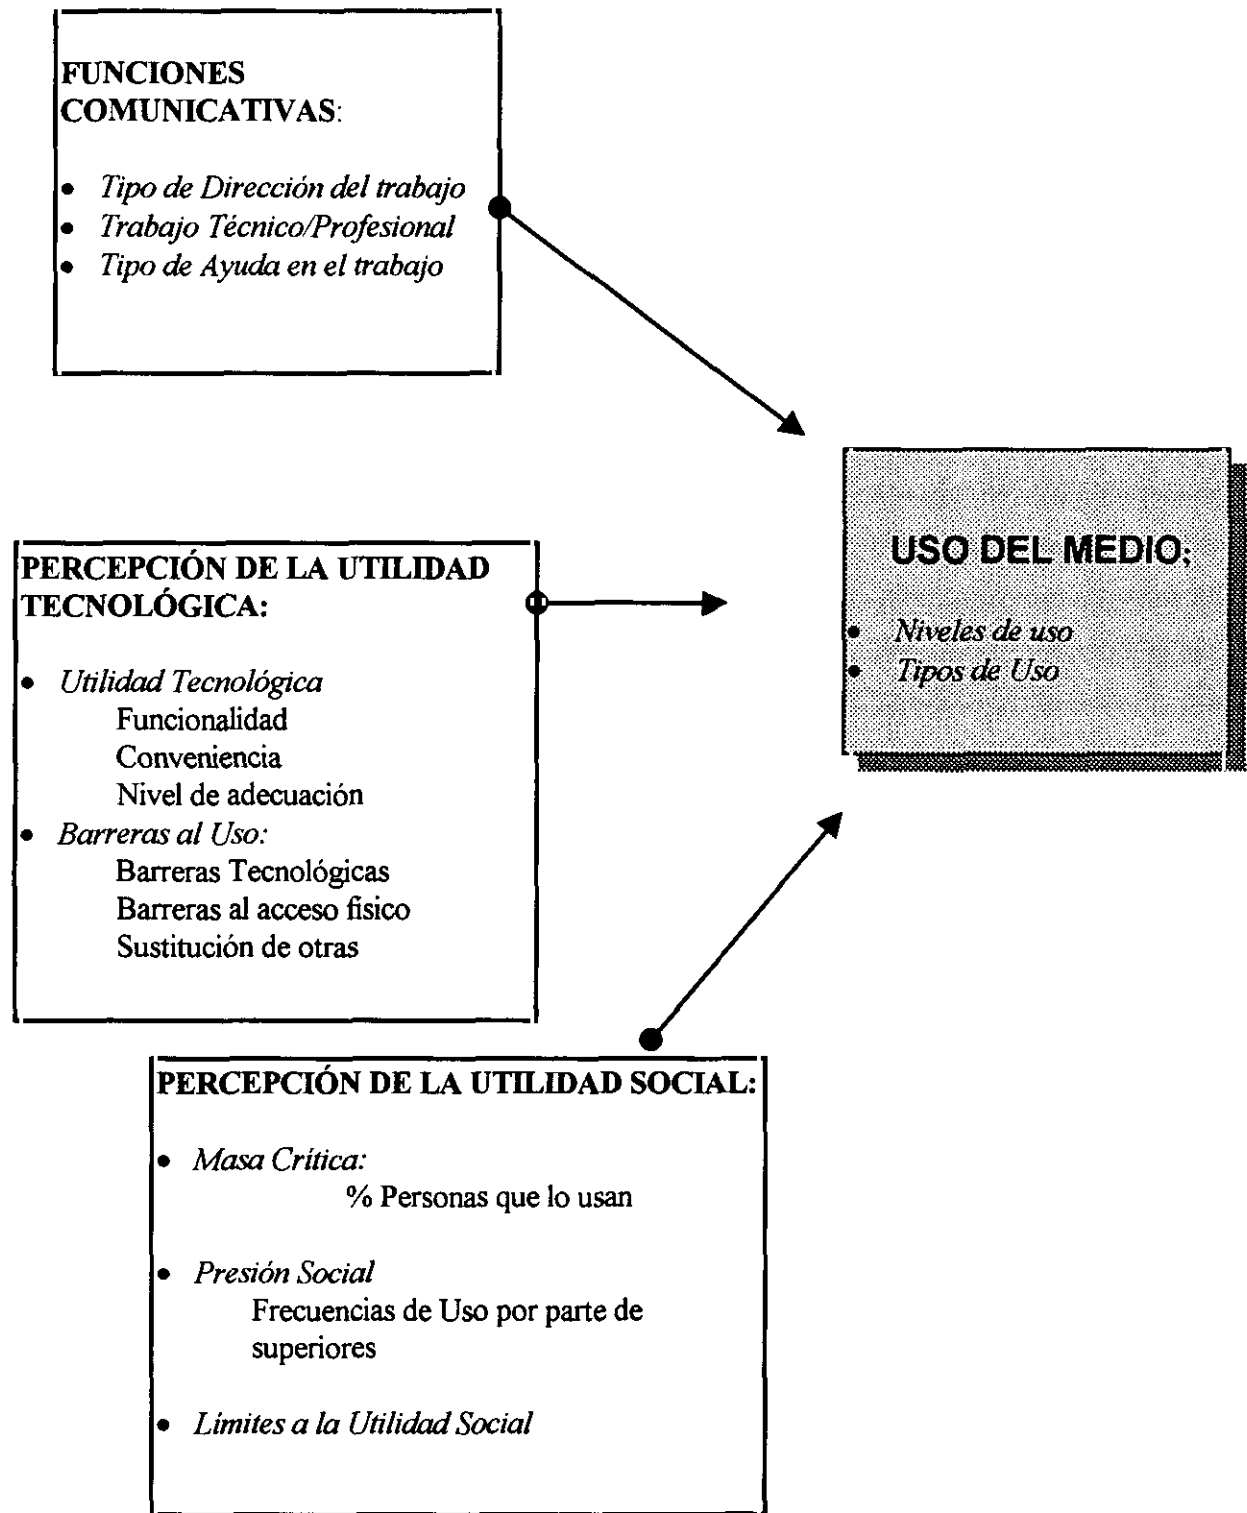 FUNCIONES
COMUNICATIVAS:
• Tipo de Dirección del trabajo
• Trabajo Técnico/Profesional
• Tipo de Ayuda en el trabajo
USO DEL MEDIO;
• Niveles de uso
• Tipos de Uso
PERCEPCIÓN DE LA UTILIDAD
TECNOLÓGICA:
• Utilidad Tecnológica
Funcionalidad
Conveniencia
Nivel de adecuación
• Barreras al Uso:
Barreras Tecnológicas
Barreras al acceso físico
Sustitución de otras
PERCEPCIÓN DE LA UTILIDAD SOCIAL:
• Masa Crítica:
% Personas que lo usan
• Presión Social
Frecuencias de Uso por parte de
superiores
• Límites a la Utilidad Social